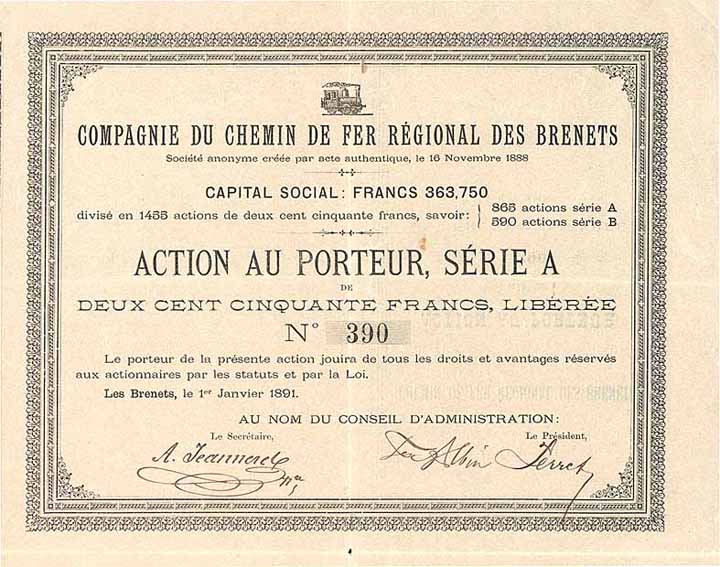 COMPAGNIE DU CHEMIN DE FER RÉGIONAL DES BRENETS
Société anonyme créée par acte authentique, le 16 Novembre 1888
CAPITAL SOCIAL: FRANCS 363,750
divisé en 1455 actions de deux cent cinquante francs, savoir:
865 actions série A
590 actions série B
ACTION AU PORTEUR, SÉRIE A
DE
DEUX CENT CINQUANTE FRANCS, LIBÉRÉE
N° 390
Le porteur de la présente action jouira de tous les droits et avantages réservés
aux actionnaires par les statuts et par la Loi.
Les Brenets, le 1er Janvier 1891.
AU NOM DU CONSEIL D'ADMINISTRATION:
Le Secrétaire,
Le Président,
A. Jeanneret
Albin Perret